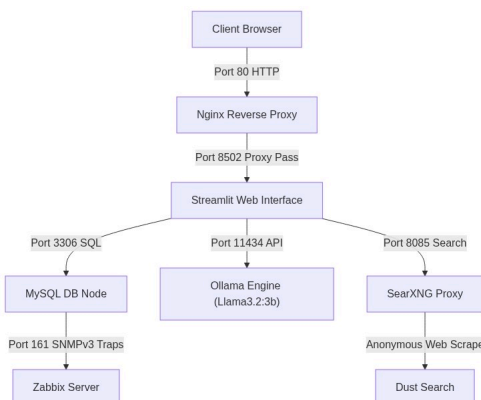 Client Browser
Port 80 HTTP
Nginx Reverse Proxy
Port 8502 Proxy Pass
Streamlit Web Interface
Port 3306 SQL
Port 11434 API
Port 8085 Search
MySQL DB Node
Ollama Engine
(Llama3.2:3b)
SearXNG Proxy
Port 161 SNMPv3 Traps
Anonymous Web Scrape
Zabbix Server
Dust Search